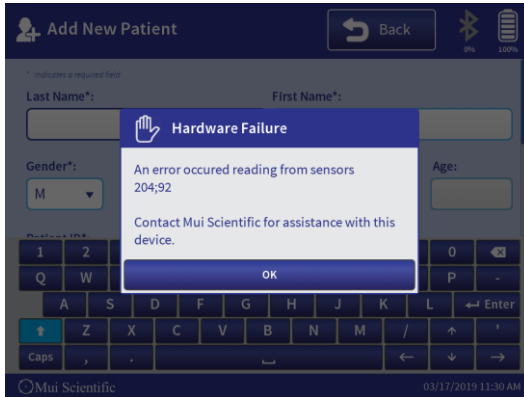 Add New Patient
Back
0%
100%
* indicates a required field
Last Name*:
First Name*:
Hardware Failure
An error occured reading from sensors
204;92
Contact Mui Scientific for assistance with this
device.
OK
Gender*:
Age:
M
Patient ID*:
1 2 0
Q W P -
A S D F G H J K L Enter
Z X C V B N M / '
Caps , .
Mui Scientific
03/17/2019 11:30 AM